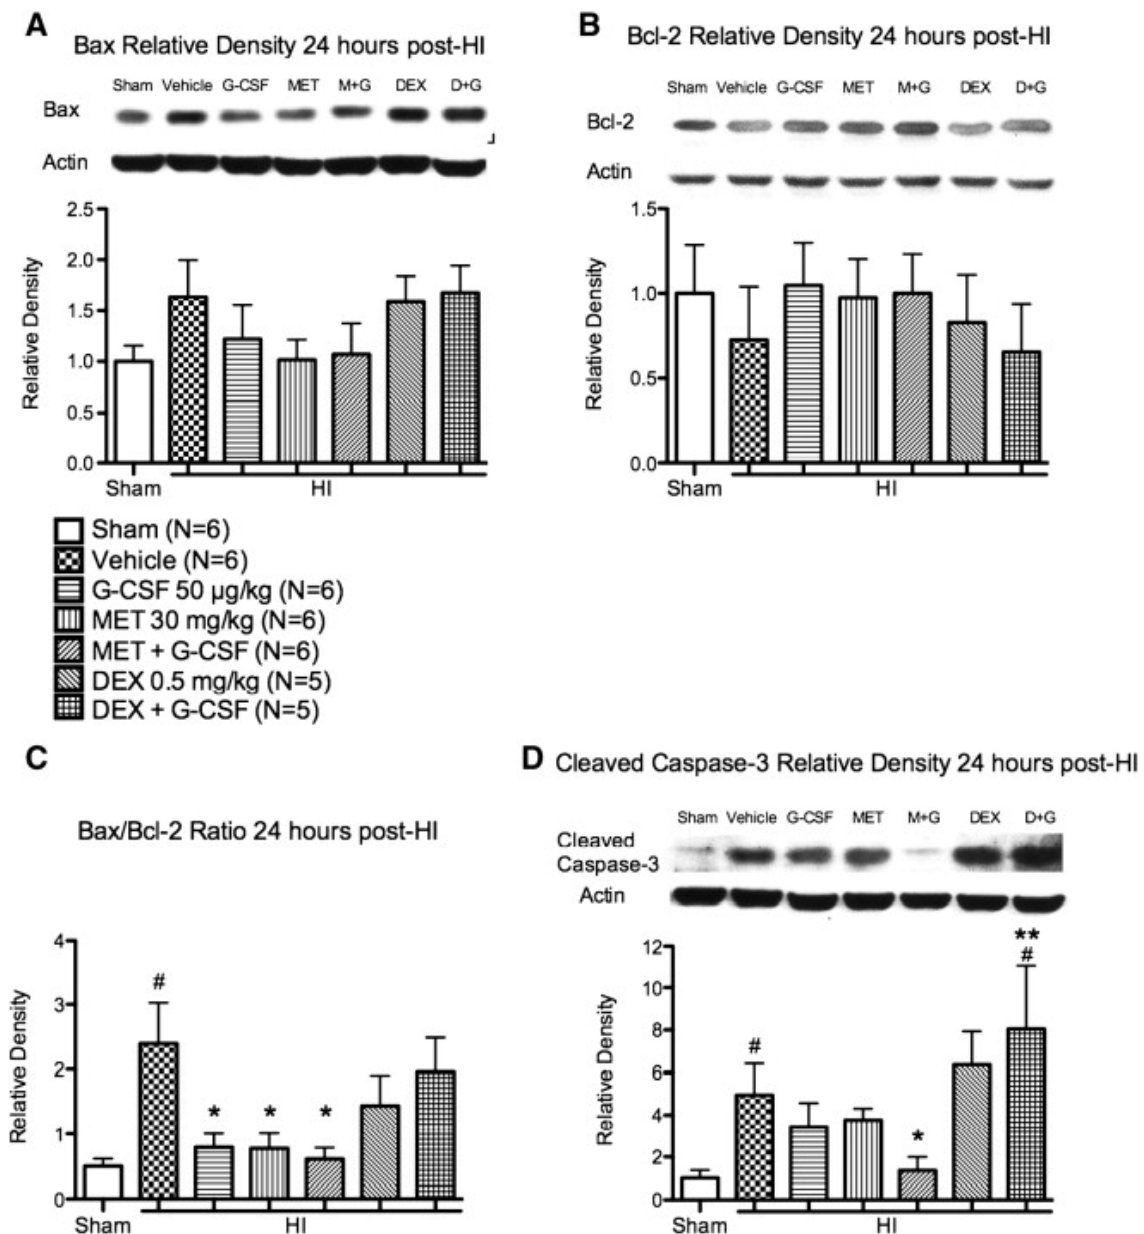 A
Bax Relative Density 24 hours post-HI
Sham Vehicle G-CSF MET M+G DEX D+G
Bax
Actin
2.5
2.0
1.5
1.0
0.5
0.0
Relative Density
Sham HI
B
Bcl-2 Relative Density 24 hours post-HI
Sham Vehicle G-CSF MET M+G DEX D+G
Bcl-2
Actin
1.5
1.0
0.5
0.0
Relative Density
Sham HI
Sham (N=6)
Vehicle (N=6)
G-CSF 50 µg/kg (N=6)
MET 30 mg/kg (N=6)
MET + G-CSF (N=6)
DEX 0.5 mg/kg (N=5)
DEX + G-CSF (N=5)
C
Bax/Bcl-2 Ratio 24 hours post-HI
4
3
2
1
0
Relative Density
#
* * *
Sham HI
D
Cleaved Caspase-3 Relative Density 24 hours post-HI
Sham Vehicle G-CSF MET M+G DEX D+G
Cleaved
Caspase-3
Actin
12
10
8
6
4
2
0
Relative Density
#
*
**
#
Sham HI